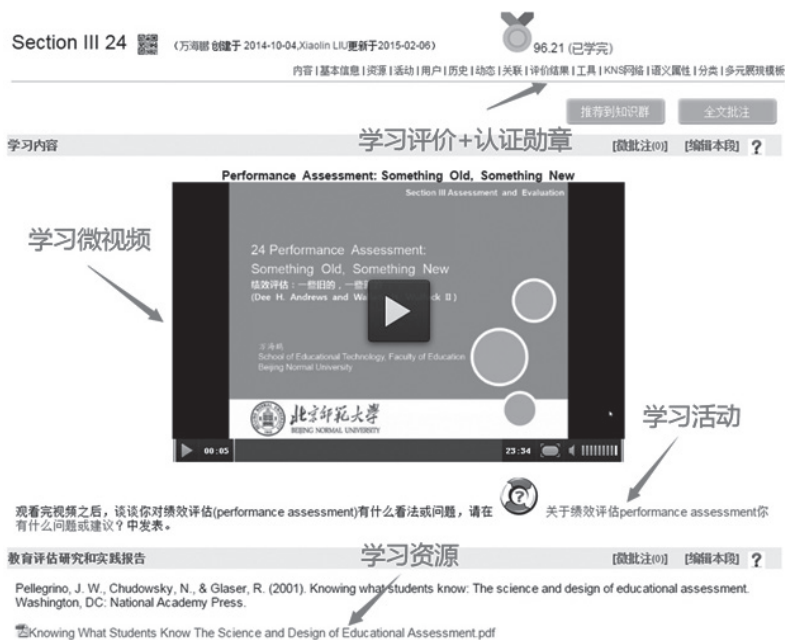 Section III 24
(万海鹏 创建于 2014-10-04,Xiaolin LIU更新于2015-02-06)
96.21 (已学完)
内容 | 基本信息 | 资源 | 活动 | 用户 | 历史 | 动态 | 关联 | 评价结果 | 工具 | KNS网络 | 语义属性 | 分类 | 多元展现模板
推荐到知识群 全文批注
学习评价+认证勋章
学习内容 [微批注(0)] [编辑本段] ?
Performance Assessment: Something Old, Something New
Section III Assessment and Evaluation
学习微视频
24 Performance Assessment:
Something Old, Something New
绩效评估:一些旧的,一些
(Dee H. Andrews and ck II)
万海鹏
School of Educational Technology, Faculty of Education
Beijing Normal University
北京师范大学
BEIJING NORMAL UNIVERSITY
学习活动
00:05 23:34
观看完视频之后,谈谈你对绩效评估(performance assessment)有什么看法或问题,请在 ? 关于绩效评估performance assessment你
有什么问题或建议?中发表。
教育评估研究和实践报告 [微批注(0)] [编辑本段] ?
学习资源
Pellegrino, J. W., Chudowsky, N., & Glaser, R. (2001). Knowing what students know: The science and design of educational assessment.
Washington, DC: National Academy Press.
Knowing What Students Know The Science and Design of Educational Assessment.pdf